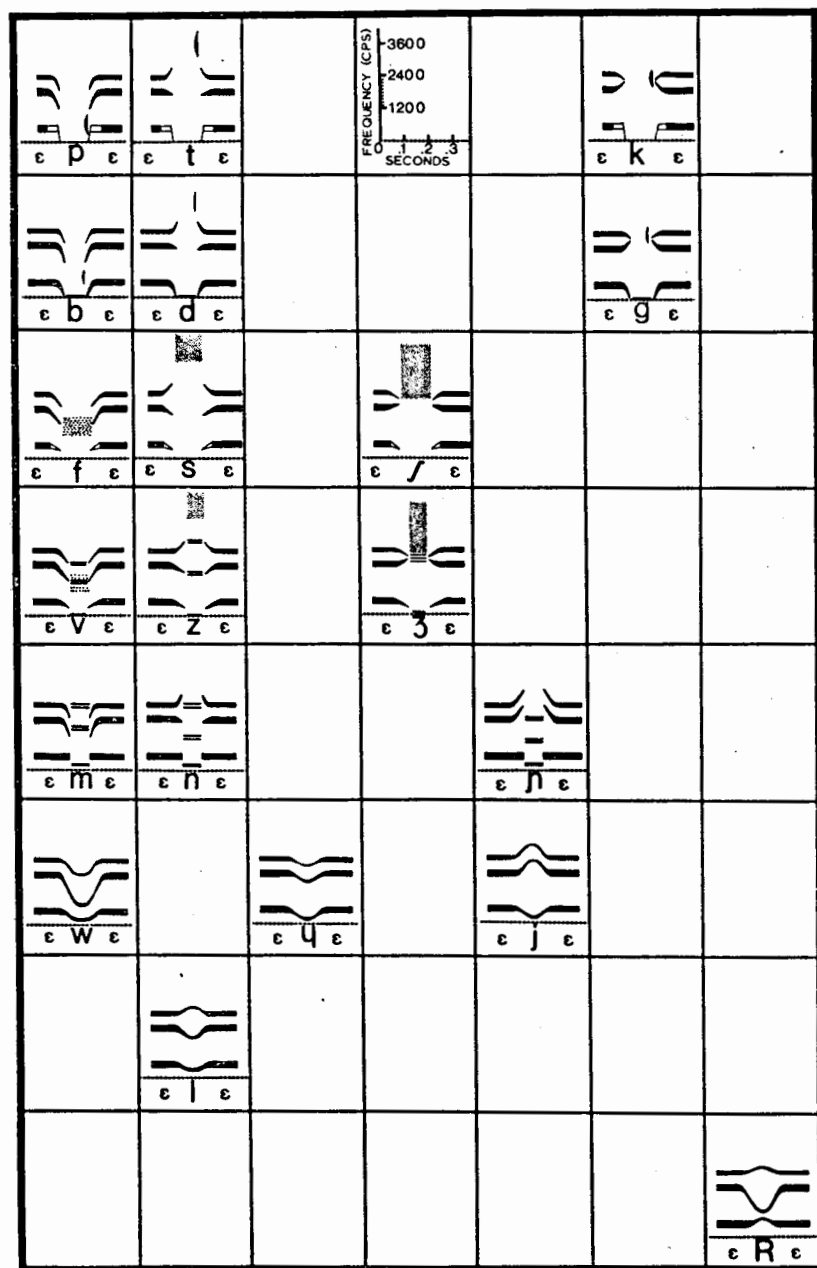 FREQUENCY (CPS)
3600
2400
1200
0 .1 .2 .3
SECONDS
ε p ε
ε t ε
ε k ε
ε b ε
ε d ε
ε g ε
ε f ε
ε s ε
ε ʃ ε
ε v ε
ε z ε
ε ʒ ε
ε m ε
ε n ε
ε ɲ ε
ε w ε
ε ɥ ε
ε j ε
ε l ε
ε R ε